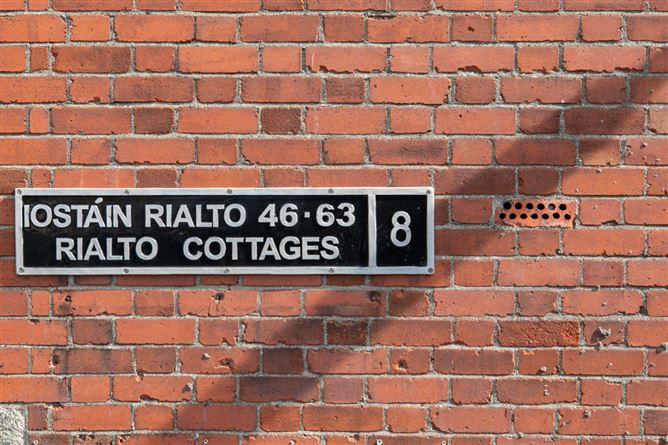 IOSTÁIN RIALTO 46·63
RIALTO COTTAGES
8